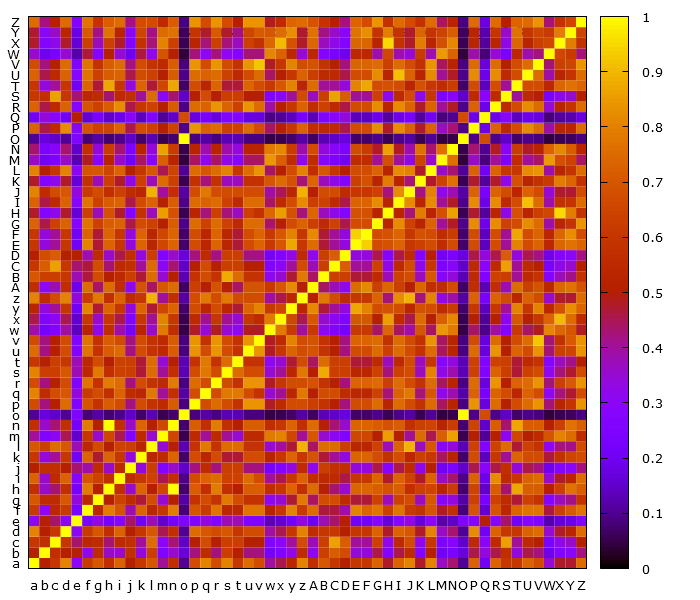 Z
Y
X
W
V
U
T
S
R
Q
P
O
N
M
L
K
J
I
H
G
F
E
D
C
B
A
z
y
x
w
v
u
t
s
r
q
p
o
n
m
l
k
j
i
h
g
f
e
d
c
b
a
a b c d e f g h i j k l m n o p q r s t u v w x y z A B C D E F G H I J K L M N O P Q R S T U V W X Y Z
1
0.9
0.8
0.7
0.6
0.5
0.4
0.3
0.2
0.1
0